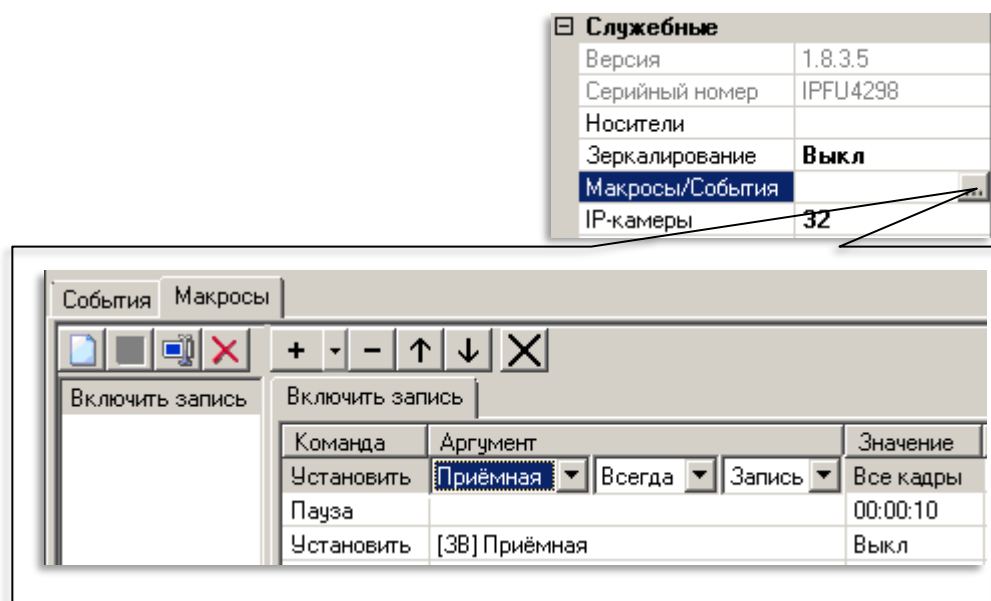 Служебные
Версия 1.8.3.5
Серийный номер IPFU4298
Носители
Зеркалирование Выкл
Макросы/События ...
IP-камеры 32
События Макросы
Включить запись Включить запись
Команда Аргумент Значение
Установить Приёмная Всегда Запись Все кадры
Пауза 00:00:10
Установить [ЗВ] Приёмная Выкл